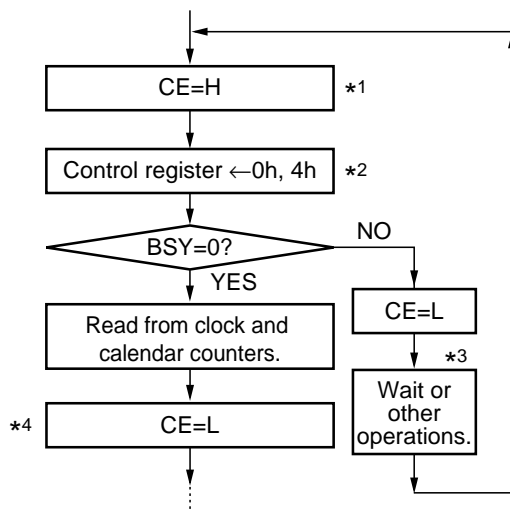 CE=H
*1
Control register ←0h, 4h
*2
BSY=0?
NO
YES
Read from clock and
calendar counters.
CE=L
*3
Wait or
other
operations.
*4
CE=L